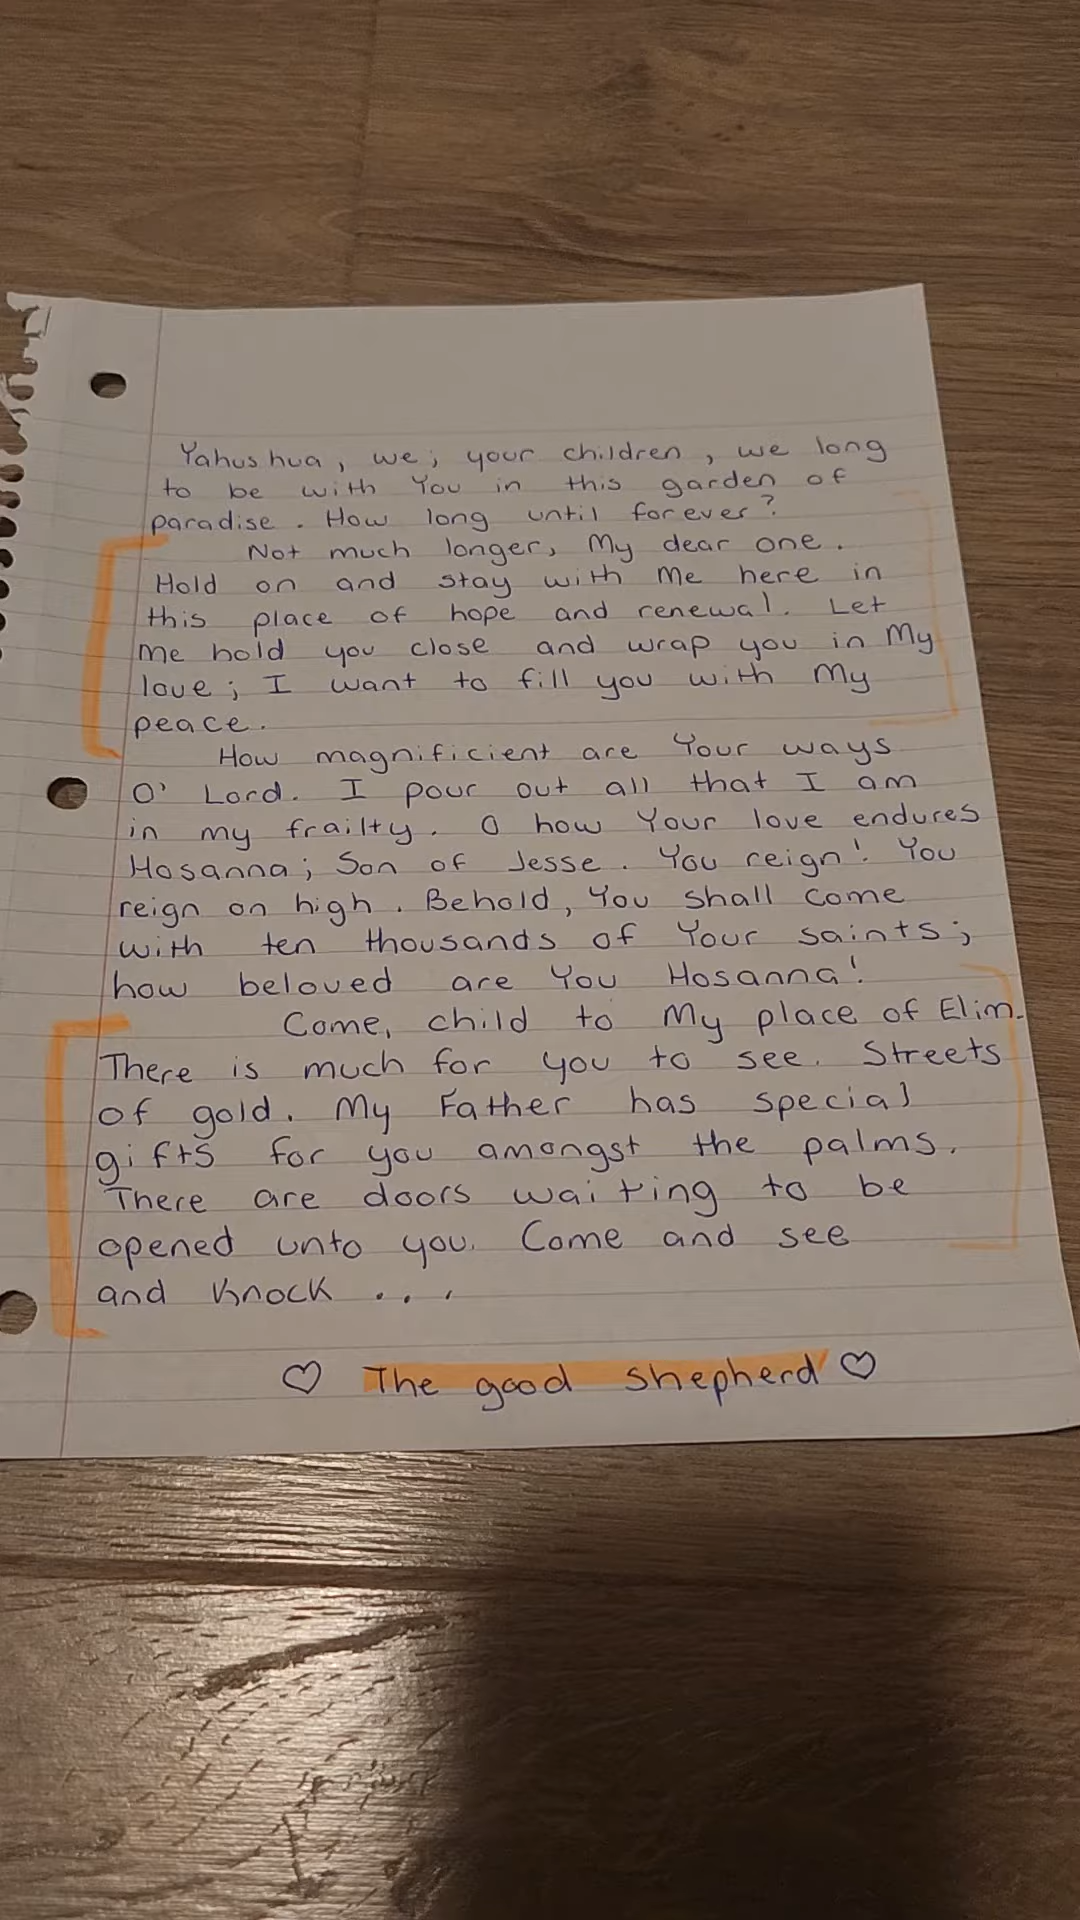 Yahushua, we; your children, we long
to be with You in this garden of
paradise. How long until forever?
Not much longer, My dear one.
Hold on and stay with Me here in
this place of hope and renewal. Let
Me hold you close and wrap you in My
love; I want to fill you with My
peace.
How magnificient are Your ways
O' Lord. I pour out all that I am
in my frailty. O how Your love endures
Hosanna; Son of Jesse. You reign! You
reign on high. Behold, You shall come
with ten thousands of Your saints;
how beloved are You Hosanna!
Come, child to My place of Elim.
There is much for you to see. Streets
of gold. My Father has special
gifts for you amongst the palms.
There are doors waiting to be
opened unto you. Come and see
and knock ...
♡ The good shepherd ♡